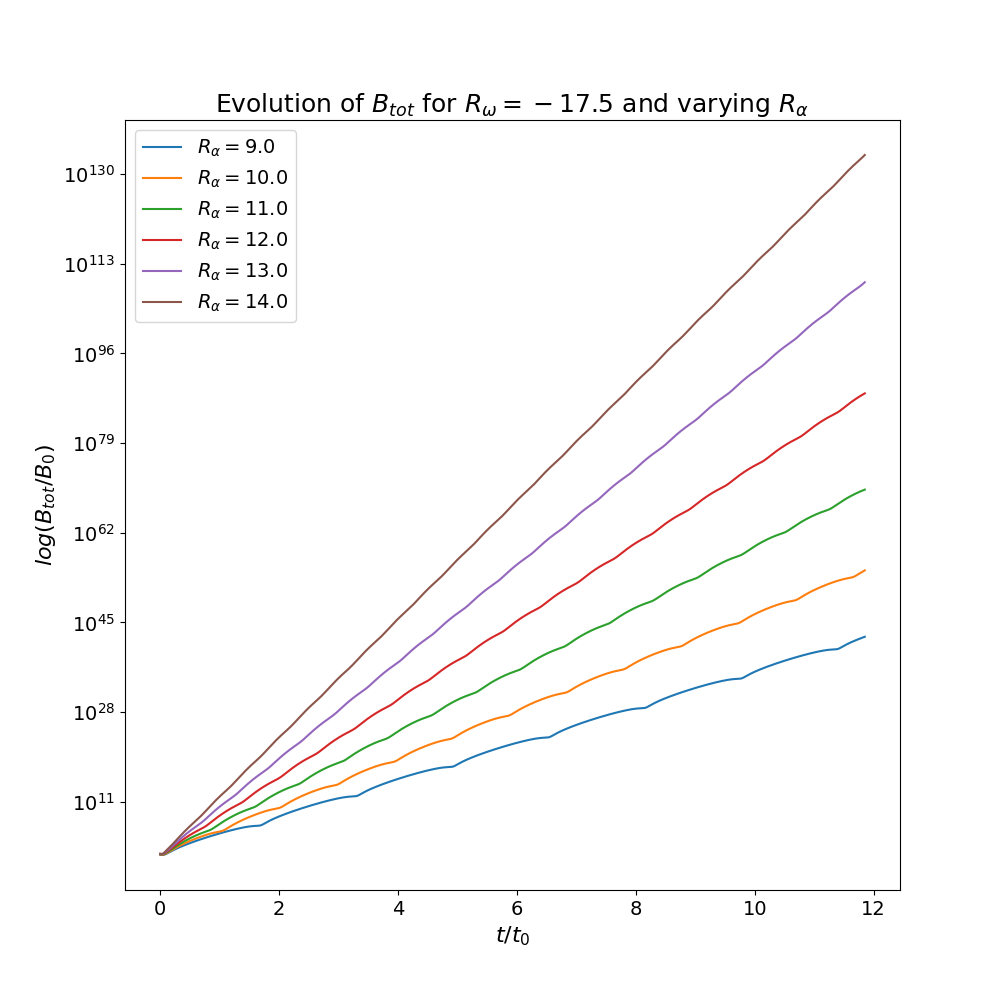 Evolution of $B_{tot}$ for $R_{\omega} = -17.5$ and varying $R_{\alpha}$
$R_{\alpha} = 9.0$
$R_{\alpha} = 10.0$
$R_{\alpha} = 11.0$
$R_{\alpha} = 12.0$
$R_{\alpha} = 13.0$
$R_{\alpha} = 14.0$
$10^{130}$
$10^{113}$
$10^{96}$
$10^{79}$
$10^{62}$
$10^{45}$
$10^{28}$
$10^{11}$
$log(B_{tot}/B_0)$
0 2 4 6 8 10 12
$t/t_0$